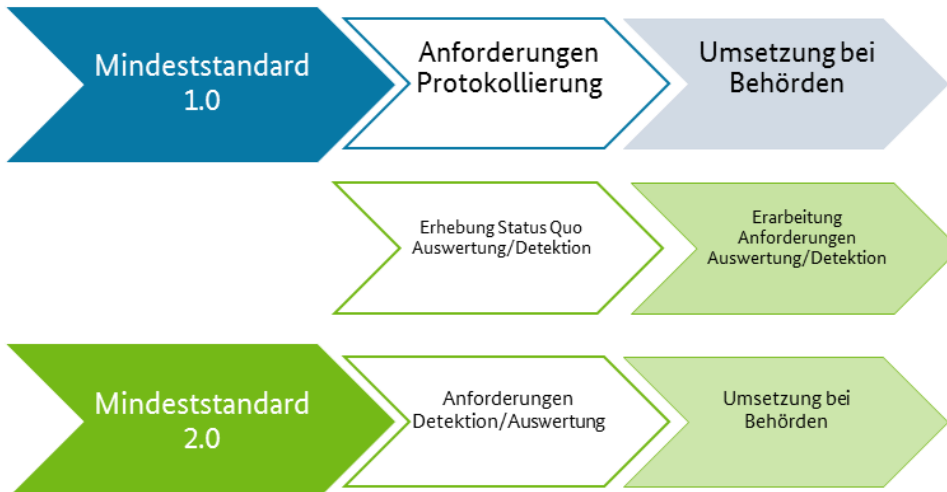 Mindeststandard
1.0
Anforderungen
Protokollierung
Umsetzung bei
Behörden
Erhebung Status Quo
Auswertung/Detektion
Erarbeitung
Anforderungen
Auswertung/Detektion
Mindeststandard
2.0
Anforderungen
Detektion/Auswertung
Umsetzung bei
Behörden